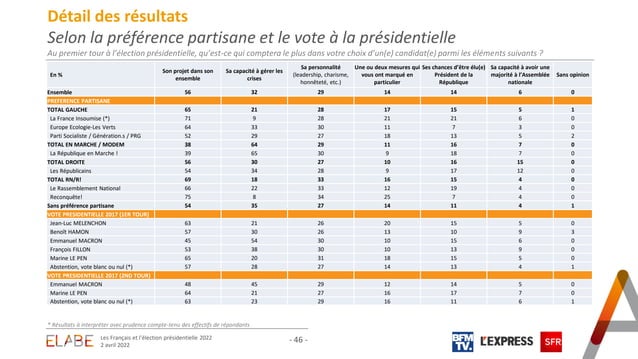 Détail des résultats
Selon la préférence partisane et le vote à la présidentielle
Au premier tour à l'élection présidentielle, qu'est-ce qui comptera le plus dans votre choix d'un(e) candidat(e) parmi les éléments suivants ?
En % Son projet dans son ensemble Sa capacité à gérer les crises Sa personnalité (leadership, charisme, honnêteté, etc.) Une ou deux mesures qui vous ont marqué en particulier Ses chances d'être élu(e) Président de la République Sa capacité à avoir une majorité à l'Assemblée nationale Sans opinion
Ensemble 56 32 29 14 14 6 0
PREFERENCE PARTISANE
TOTAL GAUCHE 65 21 28 17 15 5 1
La France Insoumise (*) 71 9 28 21 21 6 0
Europe Ecologie-Les Verts 64 33 30 11 7 3 0
Parti Socialiste / Génération.s / PRG 52 29 27 18 13 5 2
TOTAL EN MARCHE / MODEM 38 64 29 11 16 7 0
La République en Marche ! 39 65 30 9 18 7 0
TOTAL DROITE 56 30 27 10 16 15 0
Les Républicains 54 34 28 9 17 12 0
TOTAL RN/R! 69 18 33 16 15 4 0
Le Rassemblement National 66 22 33 12 19 4 0
Reconquête! 75 8 34 25 7 4 0
Sans préférence partisane 54 35 27 14 11 4 1
VOTE PRESIDENTIELLE 2017 (1ER TOUR)
Jean-Luc MELENCHON 63 21 26 20 15 5 0
Benoît HAMON 57 30 26 13 10 9 3
Emmanuel MACRON 45 54 30 10 15 6 0
François FILLON 53 38 30 10 13 9 0
Marine LE PEN 65 20 31 18 15 5 0
Abstention, vote blanc ou nul (*) 57 28 27 14 13 4 1
VOTE PRESIDENTIELLE 2017 (2ND TOUR)
Emmanuel MACRON 48 45 29 12 14 5 0
Marine LE PEN 64 21 27 16 17 7 0
Abstention, vote blanc ou nul (*) 63 23 29 16 11 6 1
* Résultats à interpréter avec prudence compte-tenu des effectifs de répondants
ELABE
Les Français et l'élection présidentielle 2022
2 avril 2022
- 46 -
BFM TV.
L'EXPRESS
SFR